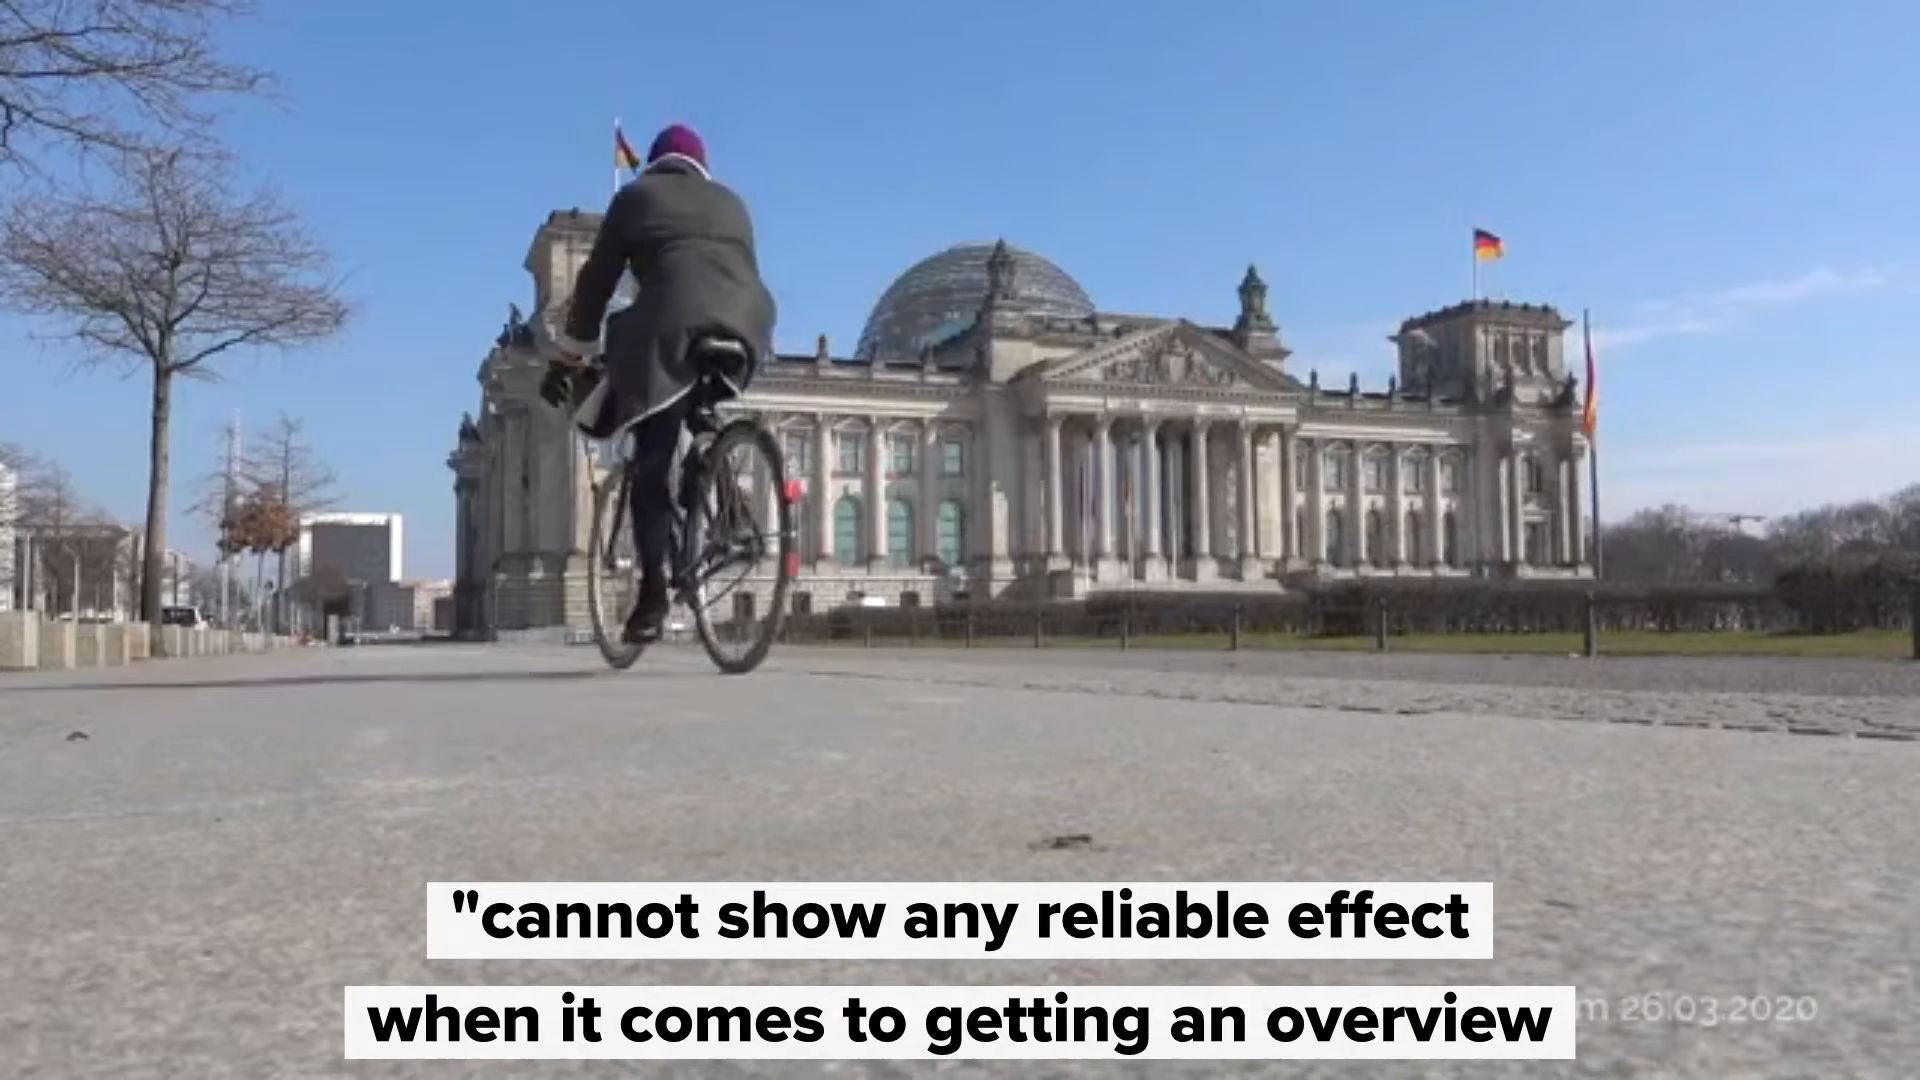 "cannot show any reliable effect
when it comes to getting an overview
m 26.03.2020